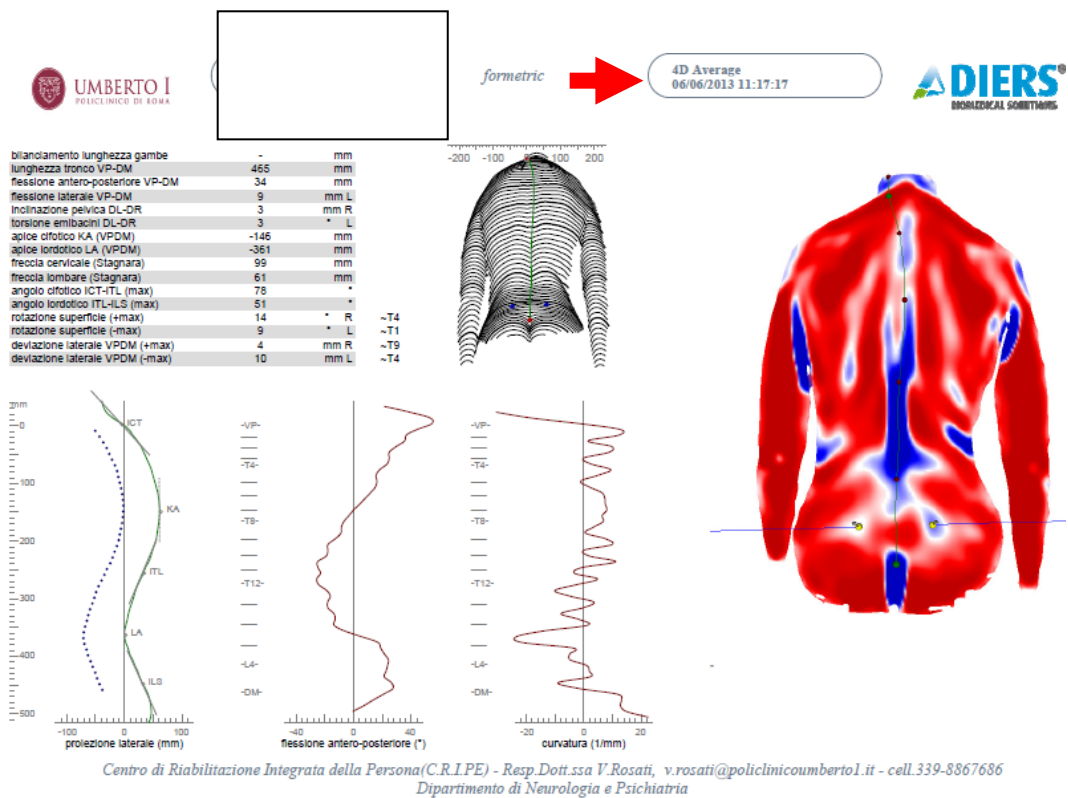 UMBERTO I
POLICLINICO DI ROMA
formetric
4D Average
06/06/2013 11:17:17
DIERS®
BIOMEDICAL SOLUTIONS
bilanciamento lunghezza gambe - mm
lunghezza tronco VP-DM 465 mm
flessione antero-posteriore VP-DM 34 mm
flessione laterale VP-DM 9 mm L
inclinazione pelvica DL-DR 3 mm R
torsione emibacini DL-DR 3 ° L
apice cifotico KA (VPDM) -146 mm
apice lordotico LA (VPDM) -361 mm
freccia cervicale (Stagnara) 99 mm
freccia lombare (Stagnara) 61 mm
angolo cifotico ICT-ITL (max) 78 °
angolo lordotico ITL-ILS (max) 51 °
rotazione superficie (+max) 14 ° R ~T4
rotazione superficie (-max) 9 ° L ~T1
deviazione laterale VPDM (+max) 4 mm R ~T9
deviazione laterale VPDM (-max) 10 mm L ~T4
-200 -100 0 100 200
mm
0
100
200
300
400
500
ICT
KA
ITL
LA
ILS
-100 0 100
proiezione laterale (mm)
-VP-
-T4-
-T8-
-T12-
-L4-
-DM-
-40 0 40
flessione antero-posteriore (°)
-VP-
-T4-
-T8-
-T12-
-L4-
-DM-
-20 0 20
curvatura (1/mm)
-
Centro di Riabilitazione Integrata della Persona(C.R.I.PE) - Resp.Dott.ssa V.Rosati, v.rosati@policlinicoumberto1.it - cell.339-8867686
Dipartimento di Neurologia e Psichiatria